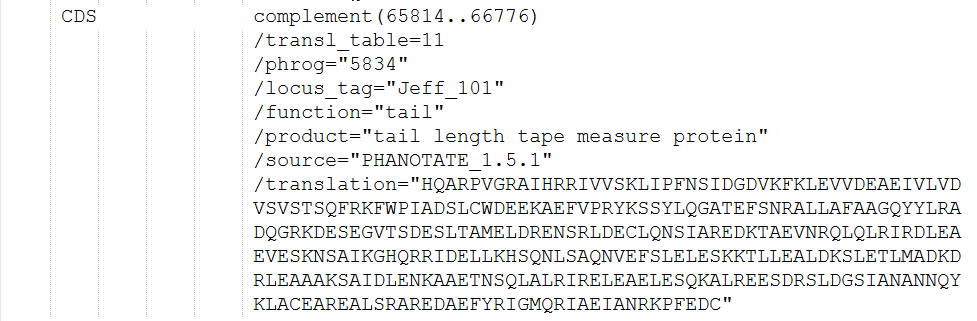 CDS complement(65814..66776)
/transl_table=11
/phrog="5834"
/locus_tag="Jeff_101"
/function="tail"
/product="tail length tape measure protein"
/source="PHANOTATE_1.5.1"
/translation="HQARPVGRAIHRRIVVSKLIPFNSIDGDVKFKLEVVDEAEIVLVD
VSVSTSQFRKFWPIADSLCWDEEKAEFVPRYKSSYLQGATEFSNRALLAFAAGQYYLRA
DQGRKDESEGVTSDESLTAMELDRENSRLDECLQNSIAREDKTAEVNRQLQLRIRDLEA
EVESKNSAIKGHQRRIDELLKHSQNLSAQNVEFSLELESKKTLLEALDKSLETLMADKD
RLEAAAKSAIDLENKAAETNSQLALRIRELEAELESQKALREESDRSLDGSIANANNQY
KLACEAREALSRAREDAEFYRIGMQRIAEIANRKPFEDC"